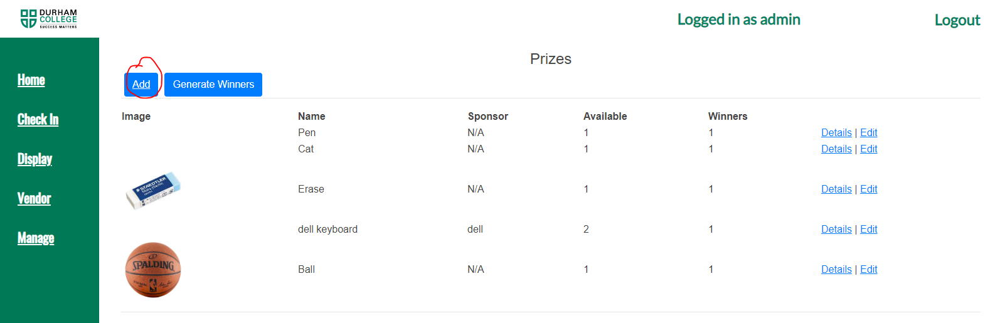 DURHAM
COLLEGE
SUCCESS MATTERS
Logged in as admin
Logout
Home
Check In
Display
Vendor
Manage
Prizes
Add Generate Winners
Image Name Sponsor Available Winners
Pen N/A 1 1 Details | Edit
Cat N/A 1 1 Details | Edit
STAEDTLER
Mars plastic
Erase N/A 1 1 Details | Edit
dell keyboard dell 2 1 Details | Edit
SPALDING
Ball N/A 1 1 Details | Edit